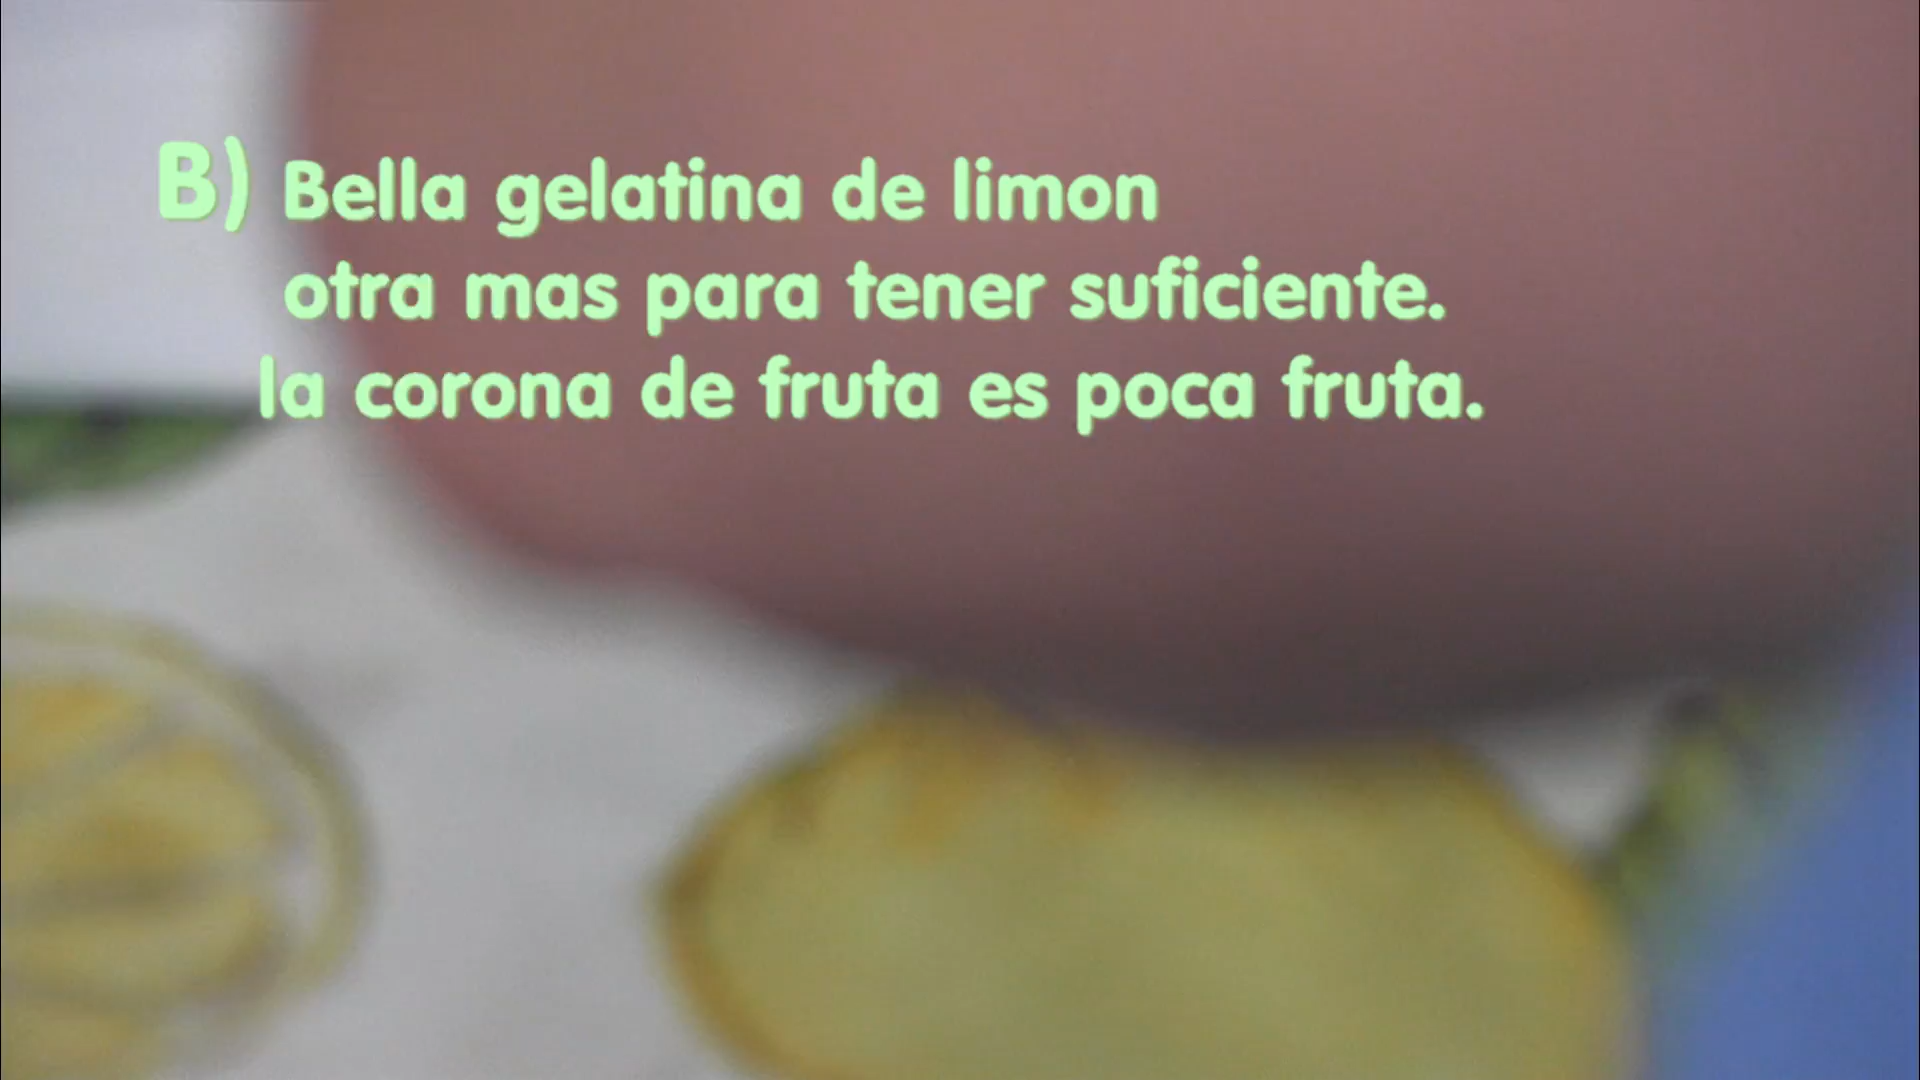 B) Bella gelatina de limon
otra mas para tener suficiente.
la corona de fruta es poca fruta.